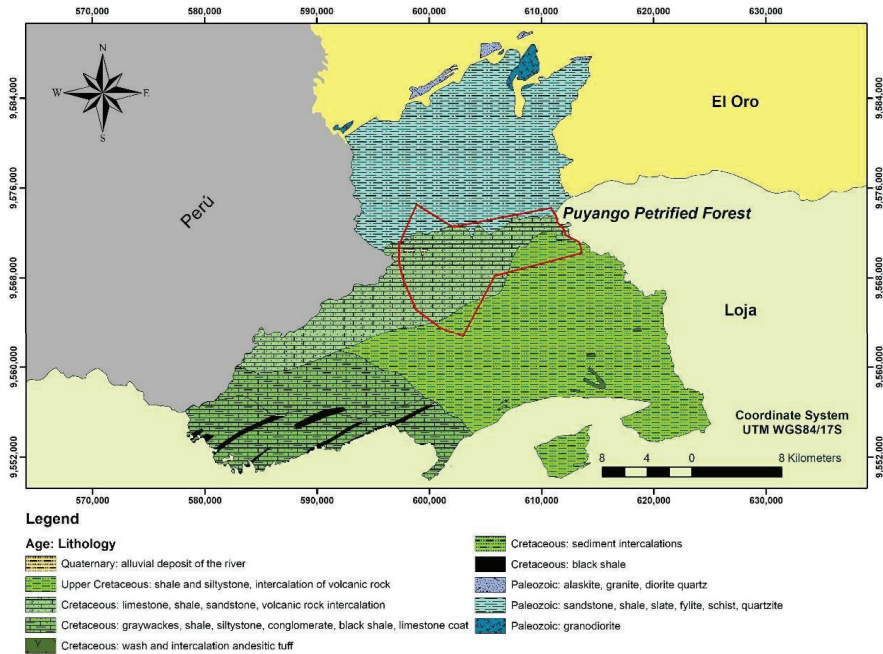 570,000 580,000 590,000 600,000 610,000 620,000 630,000
N
W E
S
9.584,000 9.584,000
El Oro
9.576,000 9.576,000
Perú
Puyango Petrified Forest
9.568,000 9.568,000
Loja
9.560,000 9.560,000
Coordinate System
UTM WGS84/17S
9.552,000 9.552,000
8 4 0 8 Kilometers
570,000 580,000 590,000 600,000 610,000 620,000 630,000
Legend
Age: Lithology
Quaternary: alluvial deposit of the river
Upper Cretaceous: shale and siltystone, intercalation of volcanic rock
Cretaceous: limestone, shale, sandstone, volcanic rock intercalation
Cretaceous: graywackes, shale, siltystone, conglomerate, black shale, limestone coat
Cretaceous: wash and intercalation andesitic tuff
Cretaceous: sediment intercalations
Cretaceous: black shale
Paleozoic: alaskite, granite, diorite quartz
Paleozoic: sandstone, shale, slate, fylite, schist, quartzite
Paleozoic: granodiorite